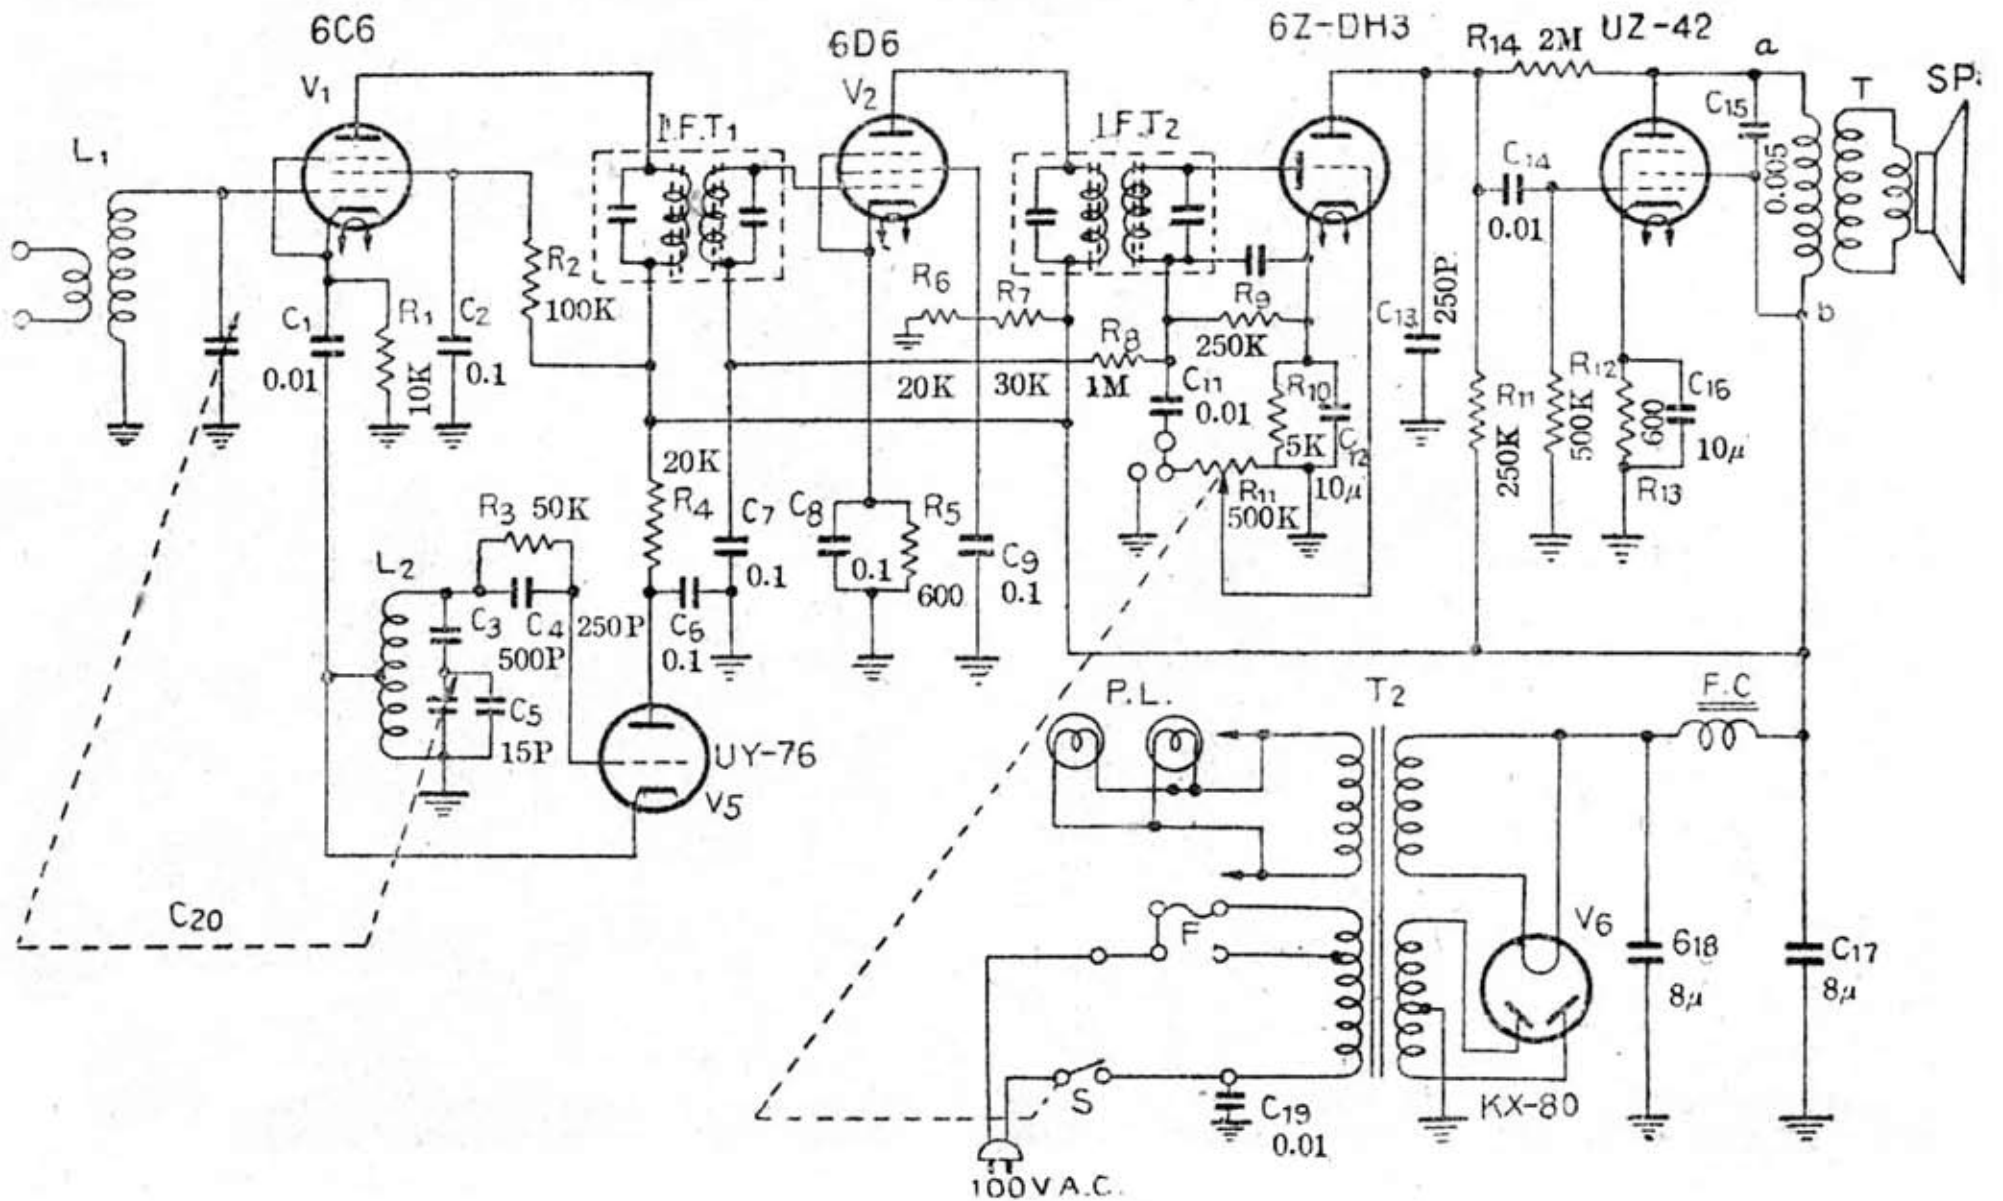 6C6
6D6
6Z-DH3
R14 2M
UZ-42
a
V1
V2
SP.
T
L1
I.F.T1
I.F.T2
C15
0.005
C14
0.01
R2
100K
C1
0.01
R1
10K
C2
0.1
R6
20K
R7
30K
R8
1M
R9
250K
C13
250P
b
C11
0.01
R10
5K
C12
10μ
R11
500K
R11
250K
500K
R12
600
R13
C16
10μ
20K
R4
R3 50K
C7
0.1
C8
0.1
R5
600
C9
0.1
L2
C3
C4
500P
250P
C6
0.1
C5
15P
UY-76
V5
P.L.
T2
F.C
C20
F
V6
618
8μ
C17
8μ
S
C19
0.01
KX-80
100V A.C.